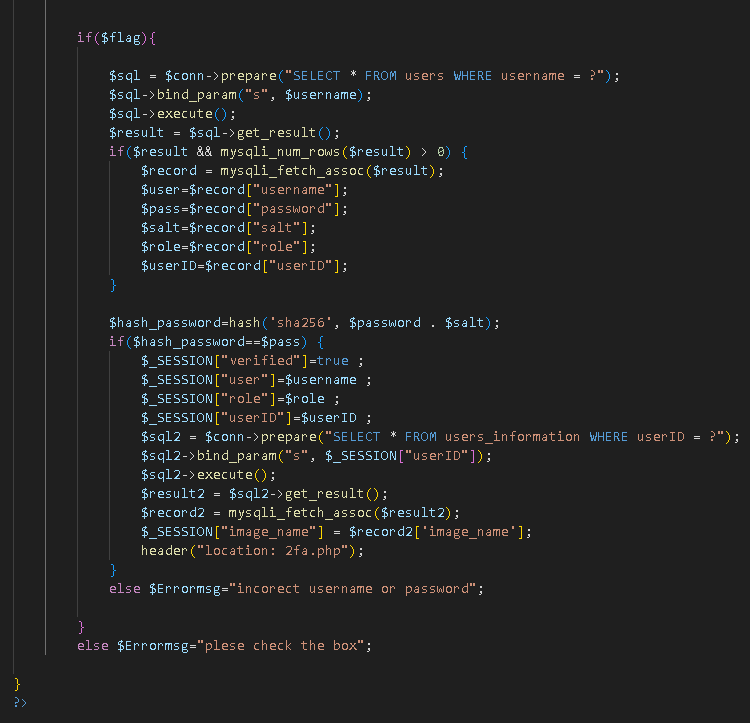 if($flag){
$sql = $conn->prepare("SELECT * FROM users WHERE username = ?");
$sql->bind_param("s", $username);
$sql->execute();
$result = $sql->get_result();
if($result && mysqli_num_rows($result) > 0) {
$record = mysqli_fetch_assoc($result);
$user=$record["username"];
$pass=$record["password"];
$salt=$record["salt"];
$role=$record["role"];
$userID=$record["userID"];
}
$hash_password=hash('sha256', $password . $salt);
if($hash_password==$pass) {
$_SESSION["verified"]=true ;
$_SESSION["user"]=$username ;
$_SESSION["role"]=$role ;
$_SESSION["userID"]=$userID ;
$sql2 = $conn->prepare("SELECT * FROM users_information WHERE userID = ?");
$sql2->bind_param("s", $_SESSION["userID"]);
$sql2->execute();
$result2 = $sql2->get_result();
$record2 = mysqli_fetch_assoc($result2);
$_SESSION["image_name"] = $record2['image_name'];
header("location: 2fa.php");
}
else $Errormsg="incorect username or password";
}
else $Errormsg="plese check the box";
}
?>